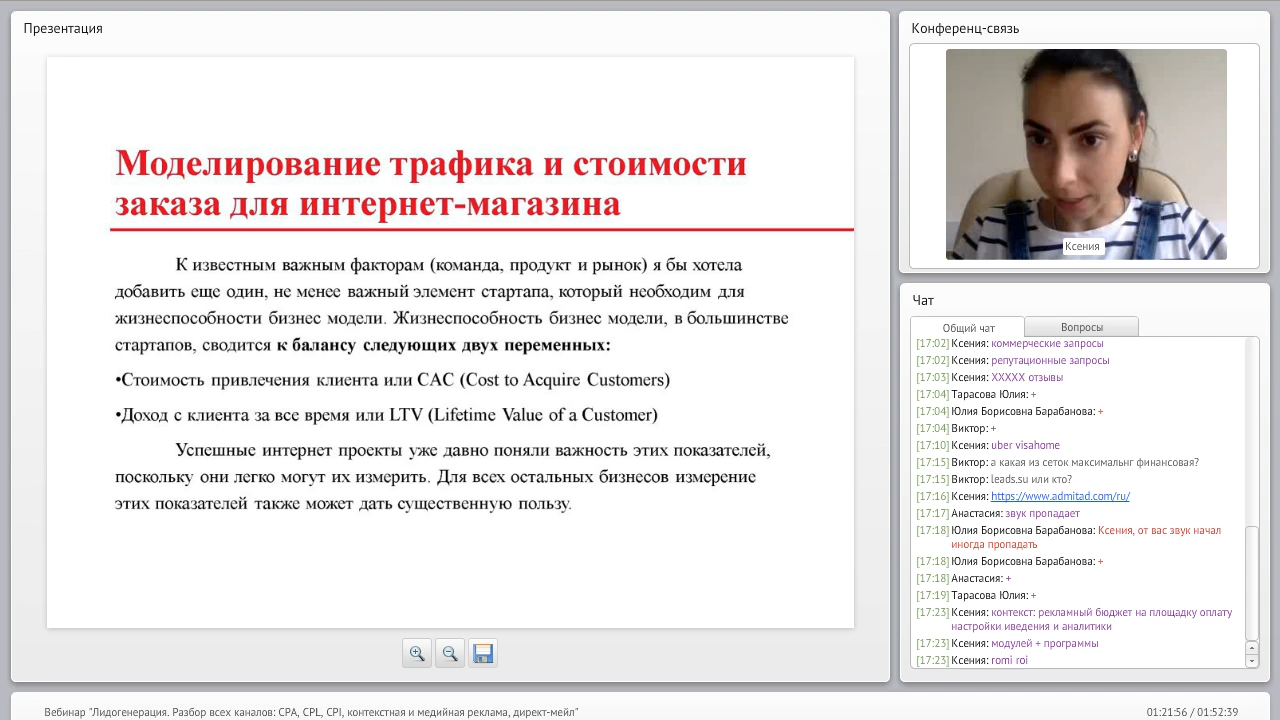 Презентация
Моделирование трафика и стоимости
заказа для интернет-магазина
К известным важным факторам (команда, продукт и рынок) я бы хотела
добавить еще один, не менее важный элемент стартапа, который необходим для
жизнеспособности бизнес модели. Жизнеспособность бизнес модели, в большинстве
стартапов, сводится к балансу следующих двух переменных:
•Стоимость привлечения клиента или CAC (Cost to Acquire Customers)
•Доход с клиента за все время или LTV (Lifetime Value of a Customer)
Успешные интернет проекты уже давно поняли важность этих показателей,
поскольку они легко могут их измерить. Для всех остальных бизнесов измерение
этих показателей также может дать существенную пользу.
Конференц-связь
Ксения
Чат
Общий чат
Вопросы
[17:02] Ксения: коммерческие запросы
[17:02] Ксения: репутационные запросы
[17:03] Ксения: ХХХХХ отзывы
[17:04] Тарасова Юлия: +
[17:04] Юлия Борисовна Барабанова: +
[17:04] Виктор: +
[17:10] Ксения: uber visahome
[17:15] Виктор: а какая из сеток максимальнг финансовая?
[17:15] Виктор: leads.su или кто?
[17:16] Ксения: https://www.admitad.com/ru/
[17:17] Анастасия: звук пропадает
[17:18] Юлия Борисовна Барабанова: Ксения, от вас звук начал
иногда пропадать
[17:18] Юлия Борисовна Барабанова: +
[17:18] Анастасия: +
[17:19] Тарасова Юлия: +
[17:23] Ксения: контекст: рекламный бюджет на площадку оплату
настройки иведения и аналитики
[17:23] Ксения: модулей + программы
[17:23] Ксения: romi roi
Вебинар "Лидогенерация. Разбор всех каналов: CPA, CPL, CPI, контекстная и медийная реклама, директ-мейл"
01:21:56 / 01:52:39